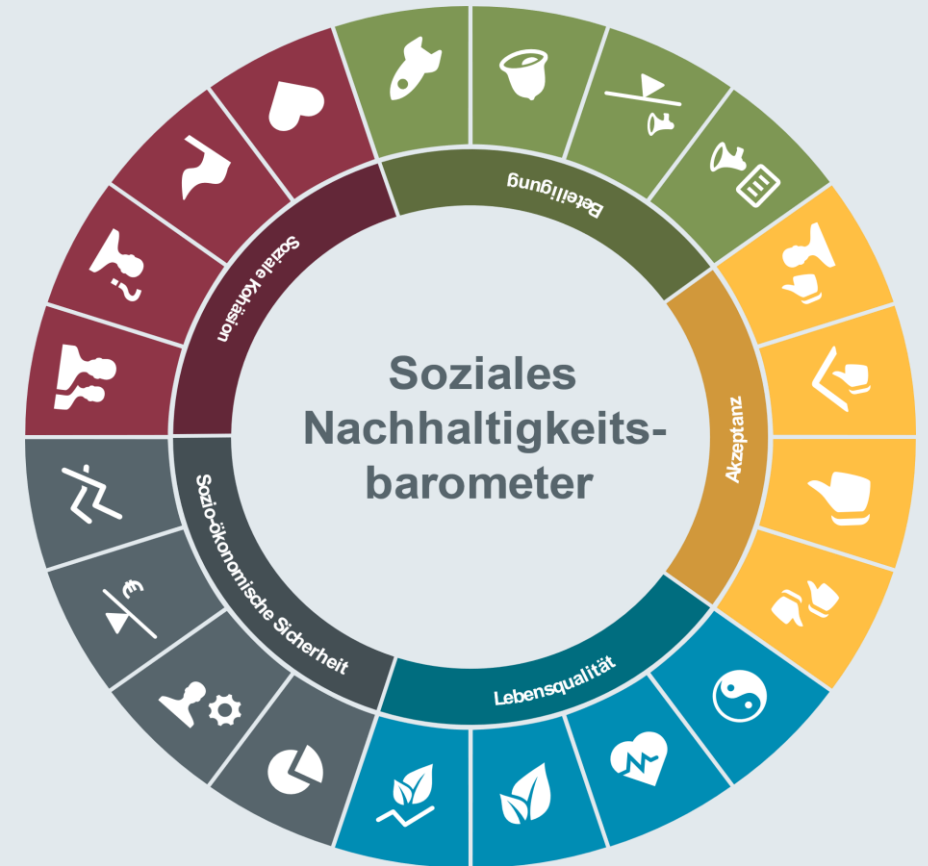 Soziales
Nachhaltigkeits-
barometer
Beteiligung
Akzeptanz
Lebensqualität
Sozio-ökonomische Sicherheit
Soziale Kohäsion
€
?